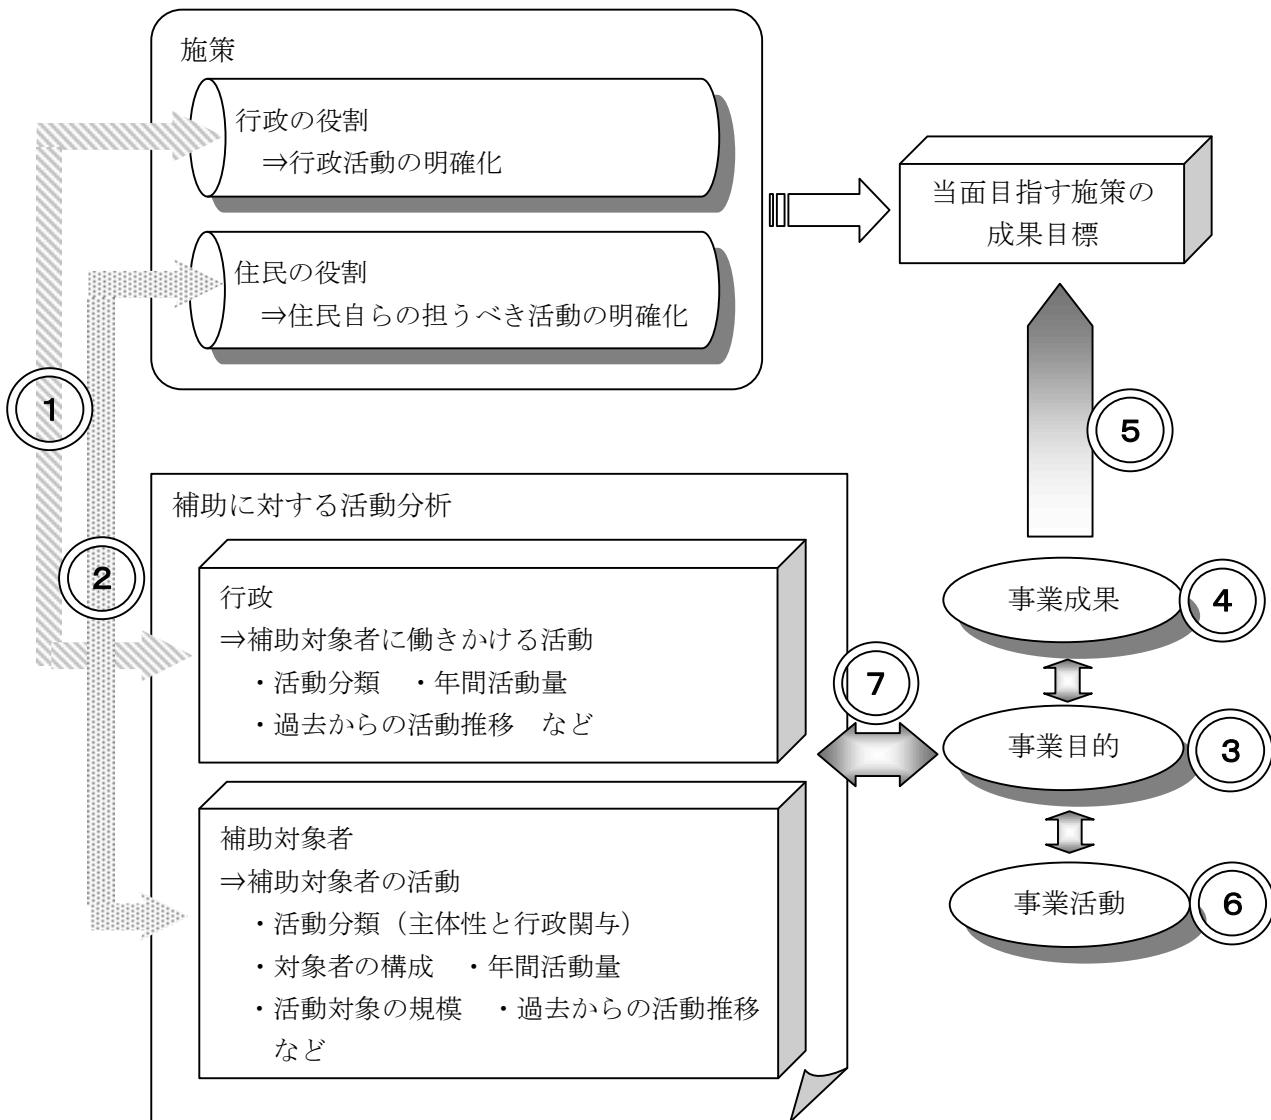 施策
行政の役割
⇒行政活動の明確化
住民の役割
⇒住民自らの担うべき活動の明確化
当面目指す施策の
成果目標
1
2
5
補助に対する活動分析
行政
⇒補助対象者に働きかける活動
・活動分類　・年間活動量
・過去からの活動推移　など
補助対象者
⇒補助対象者の活動
・活動分類（主体性と行政関与）
・対象者の構成　・年間活動量
・活動対象の規模　・過去からの活動推移
など
7
事業成果
4
事業目的
3
事業活動
6